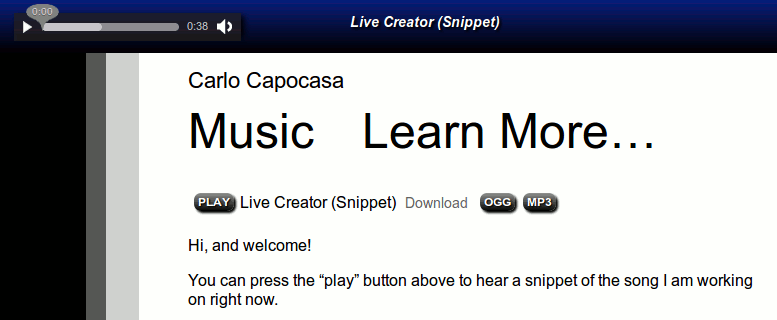 0:00
0:38
Live Creator (Snippet)
Carlo Capocasa
Music Learn More…
PLAY Live Creator (Snippet) Download OGG MP3
Hi, and welcome!
You can press the “play” button above to hear a snippet of the song I am working
on right now.